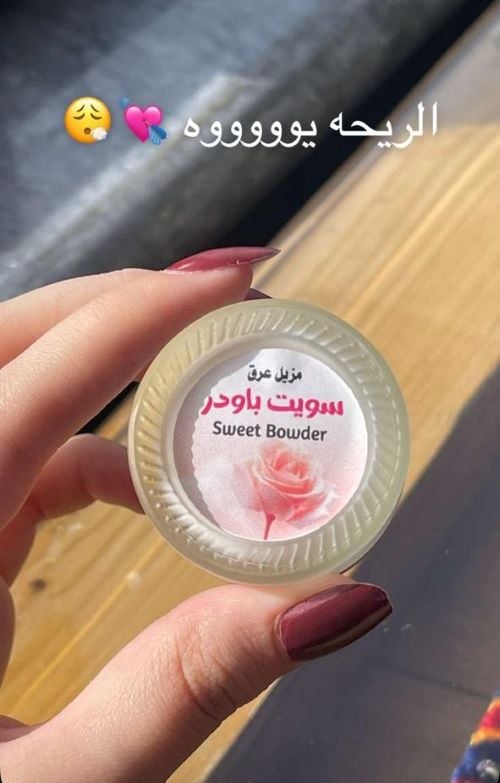 الريحه يووووووه 💘😮‍💨
مزيل عرق
سويت باودر
Sweet Bowder